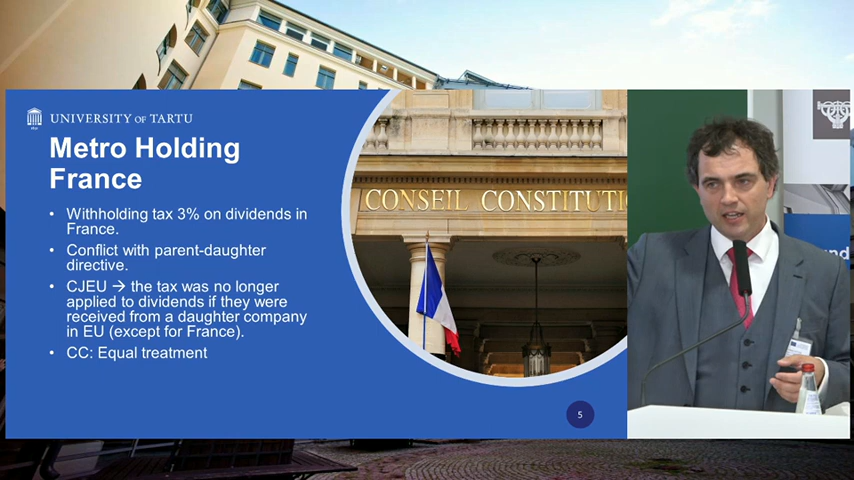 UNIVERSITY OF TARTU
Metro Holding
France
• Withholding tax 3% on dividends in
France.
• Conflict with parent-daughter
directive.
• CJEU → the tax was no longer
applied to dividends if they were
received from a daughter company
in EU (except for France).
• CC: Equal treatment
CONSEIL CONSTITUTI
5